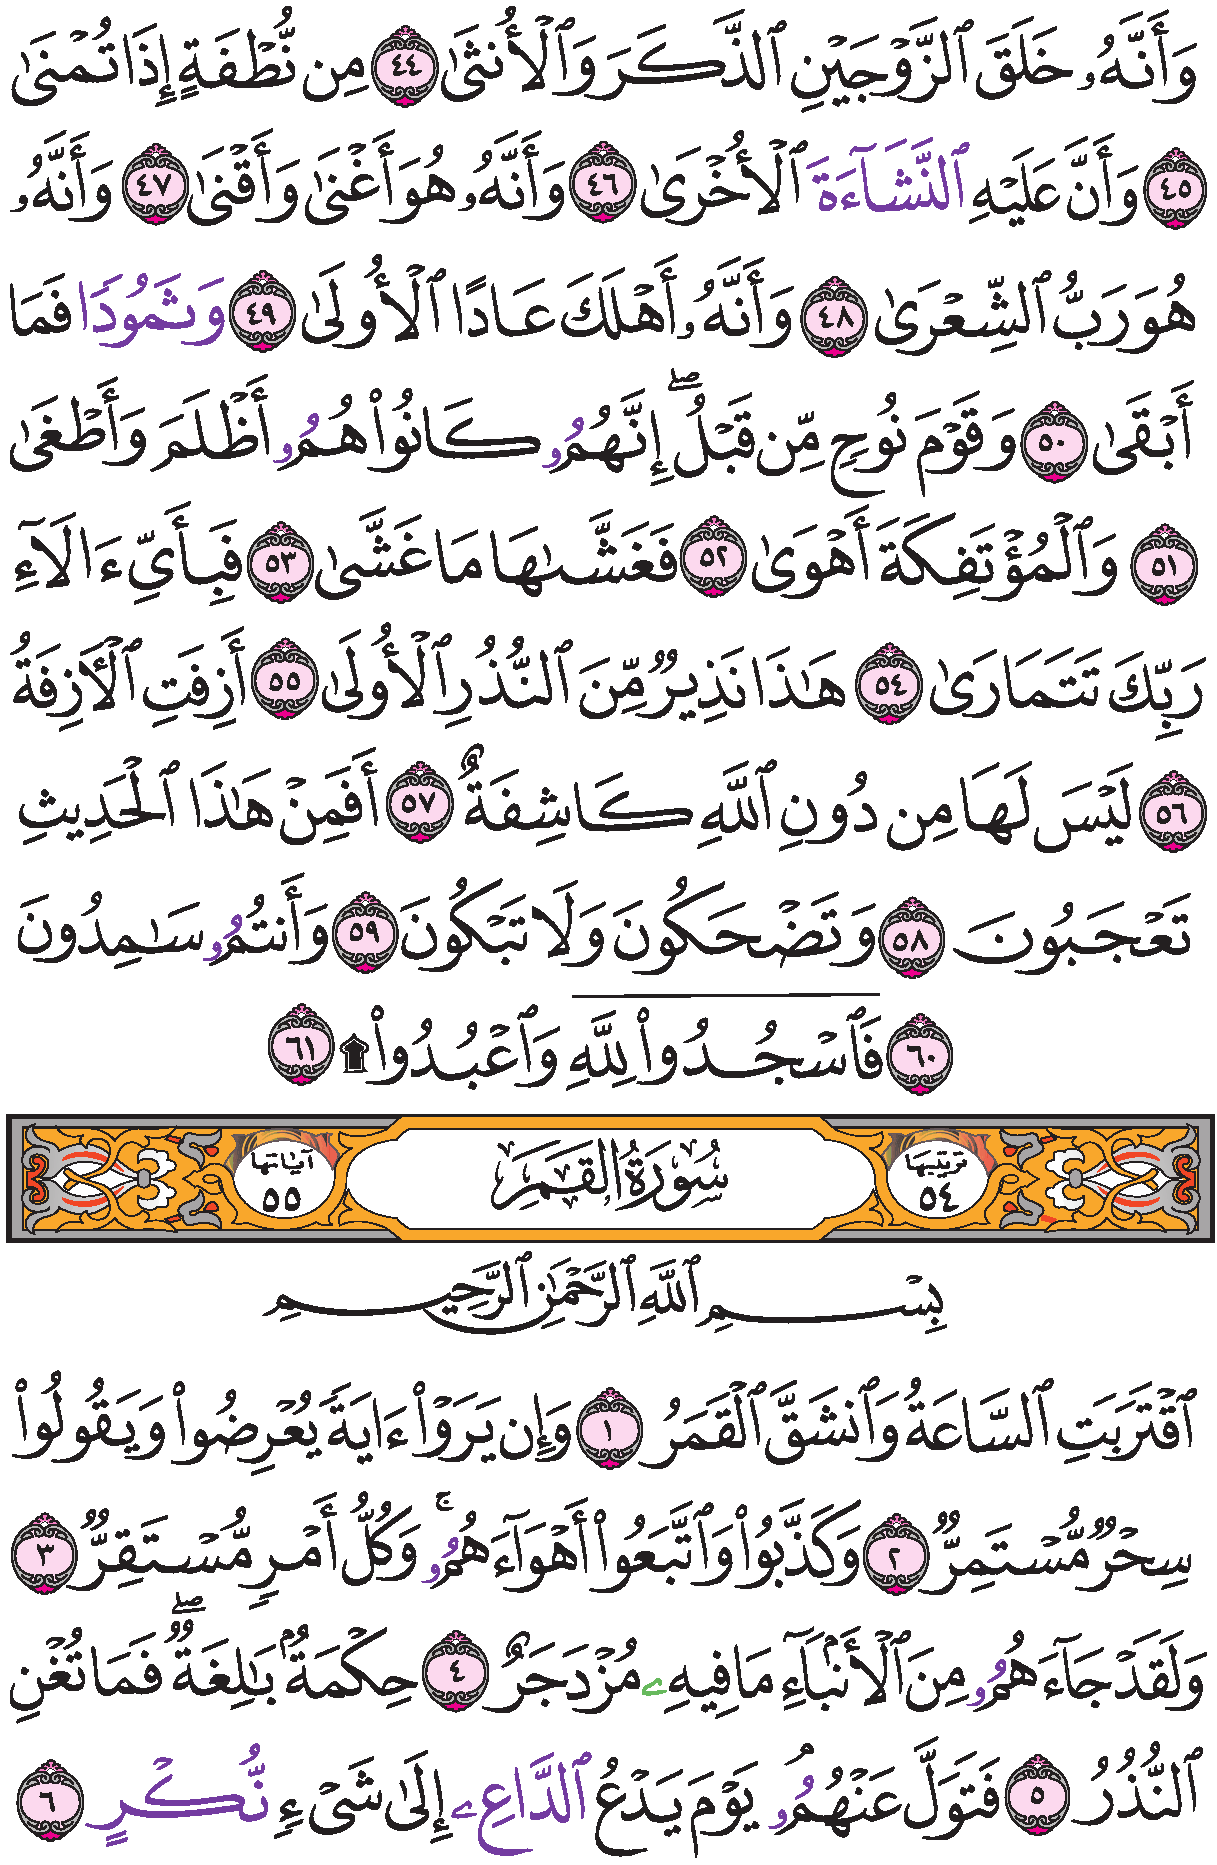 وَأَنَّهُۥ خَلَقَ ٱلزَّوْجَيْنِ ٱلذَّكَرَ وَٱلْأُنثَىٰ ٤٤ مِن نُّطْفَةٍ إِذَا تُمْنَىٰ
٤٥ وَأَنَّ عَلَيْهِ ٱلنَّشَآءَةَ ٱلْأُخْرَىٰ ٤٦ وَأَنَّهُۥ هُوَ أَغْنَىٰ وَأَقْنَىٰ ٤٧ وَأَنَّهُۥ
هُوَ رَبُّ ٱلشِّعْرَىٰ ٤٨ وَأَنَّهُۥ أَهْلَكَ عَادًا ٱلْأُولَىٰ ٤٩ وَثَمُودًا فَمَا
أَبْقَىٰ ٥٠ وَقَوْمَ نُوحٍ مِّن قَبْلُ ۖ إِنَّهُمُۥ كَانُوا۟ هُمُۥ أَظْلَمَ وَأَطْغَىٰ
٥١ وَٱلْمُؤْتَفِكَةَ أَهْوَىٰ ٥٢ فَغَشَّىٰهَا مَا غَشَّىٰ ٥٣ فَبِأَىِّ ءَالَآءِ
رَبِّكَ تَتَمَارَىٰ ٥٤ هَٰذَا نَذِيرٌ مِّنَ ٱلنُّذُرِ ٱلْأُولَىٰ ٥٥ أَزِفَتِ ٱلْأَزِفَةُ
٥٦ لَيْسَ لَهَا مِن دُونِ ٱللَّهِ كَاشِفَةٌ ٥٧ أَفَمِنْ هَٰذَا ٱلْحَدِيثِ
تَعْجَبُونَ ٥٨ وَتَضْحَكُونَ وَلَا تَبْكُونَ ٥٩ وَأَنتُمُۥ سَٰمِدُونَ
٦٠ فَٱسْجُدُوا۟ لِلَّهِ وَٱعْبُدُوا۟ ۩ ٦١
ترتيبها ٥٤ سُورَةُ القَمَرِ آياتها ٥٥
بِسْمِ ٱللَّهِ ٱلرَّحْمَٰنِ ٱلرَّحِيمِ
ٱقْتَرَبَتِ ٱلسَّاعَةُ وَٱنشَقَّ ٱلْقَمَرُ ١ وَإِن يَرَوْا۟ ءَايَةً يُعْرِضُوا۟ وَيَقُولُوا۟
سِحْرٌ مُّسْتَمِرٌّ ٢ وَكَذَّبُوا۟ وَٱتَّبَعُوا۟ أَهْوَآءَهُمُۥ ۚ وَكُلُّ أَمْرٍ مُّسْتَقِرٌّ ٣
وَلَقَدْ جَآءَهُمُۥ مِنَ ٱلْأَنۢبَآءِ مَا فِيهِۦ مُزْدَجَرٌ ٤ حِكْمَةٌۢ بَٰلِغَةٌ ۖ فَمَا تُغْنِ
ٱلنُّذُرُ ٥ فَتَوَلَّ عَنْهُمُۥ ۘ يَوْمَ يَدْعُ ٱلدَّاعِۦ إِلَىٰ شَىْءٍ نُّكْرٍ ٦